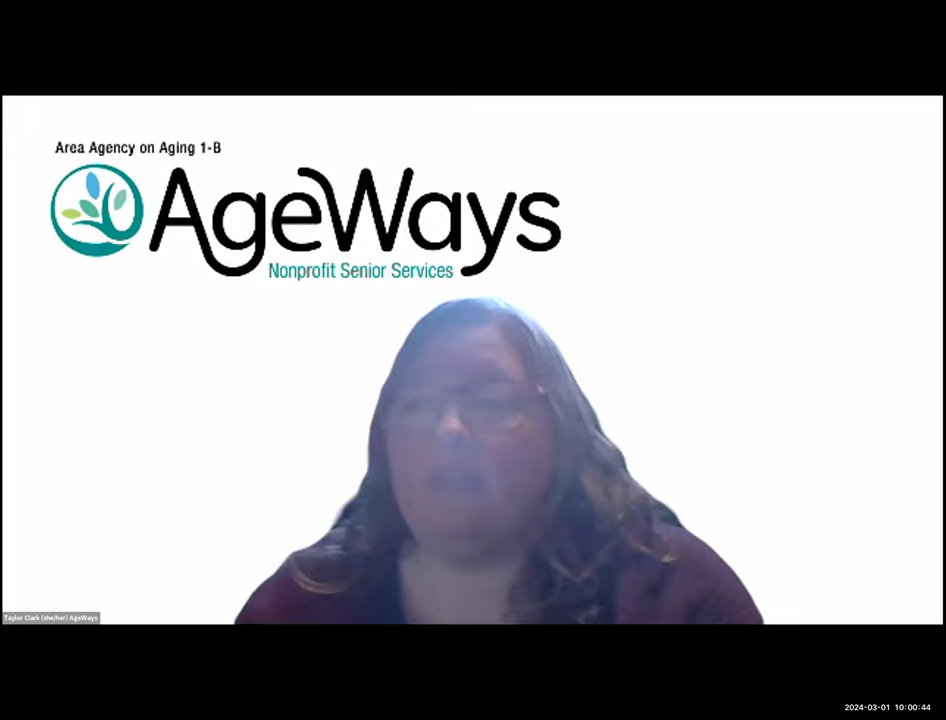 Area Agency on Aging 1-B
AgeWays
Nonprofit Senior Services
Taylor Clark (she/her) AgeWays
2024-03-01 10:00:44